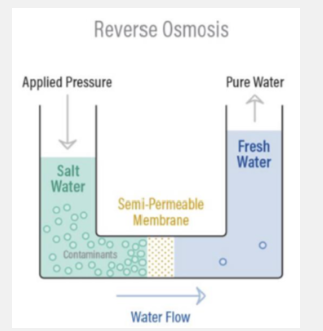 Reverse Osmosis
Applied Pressure
Pure Water
Salt
Water
Fresh
Water
Semi-Permeable
Membrane
Contaminants
Water Flow